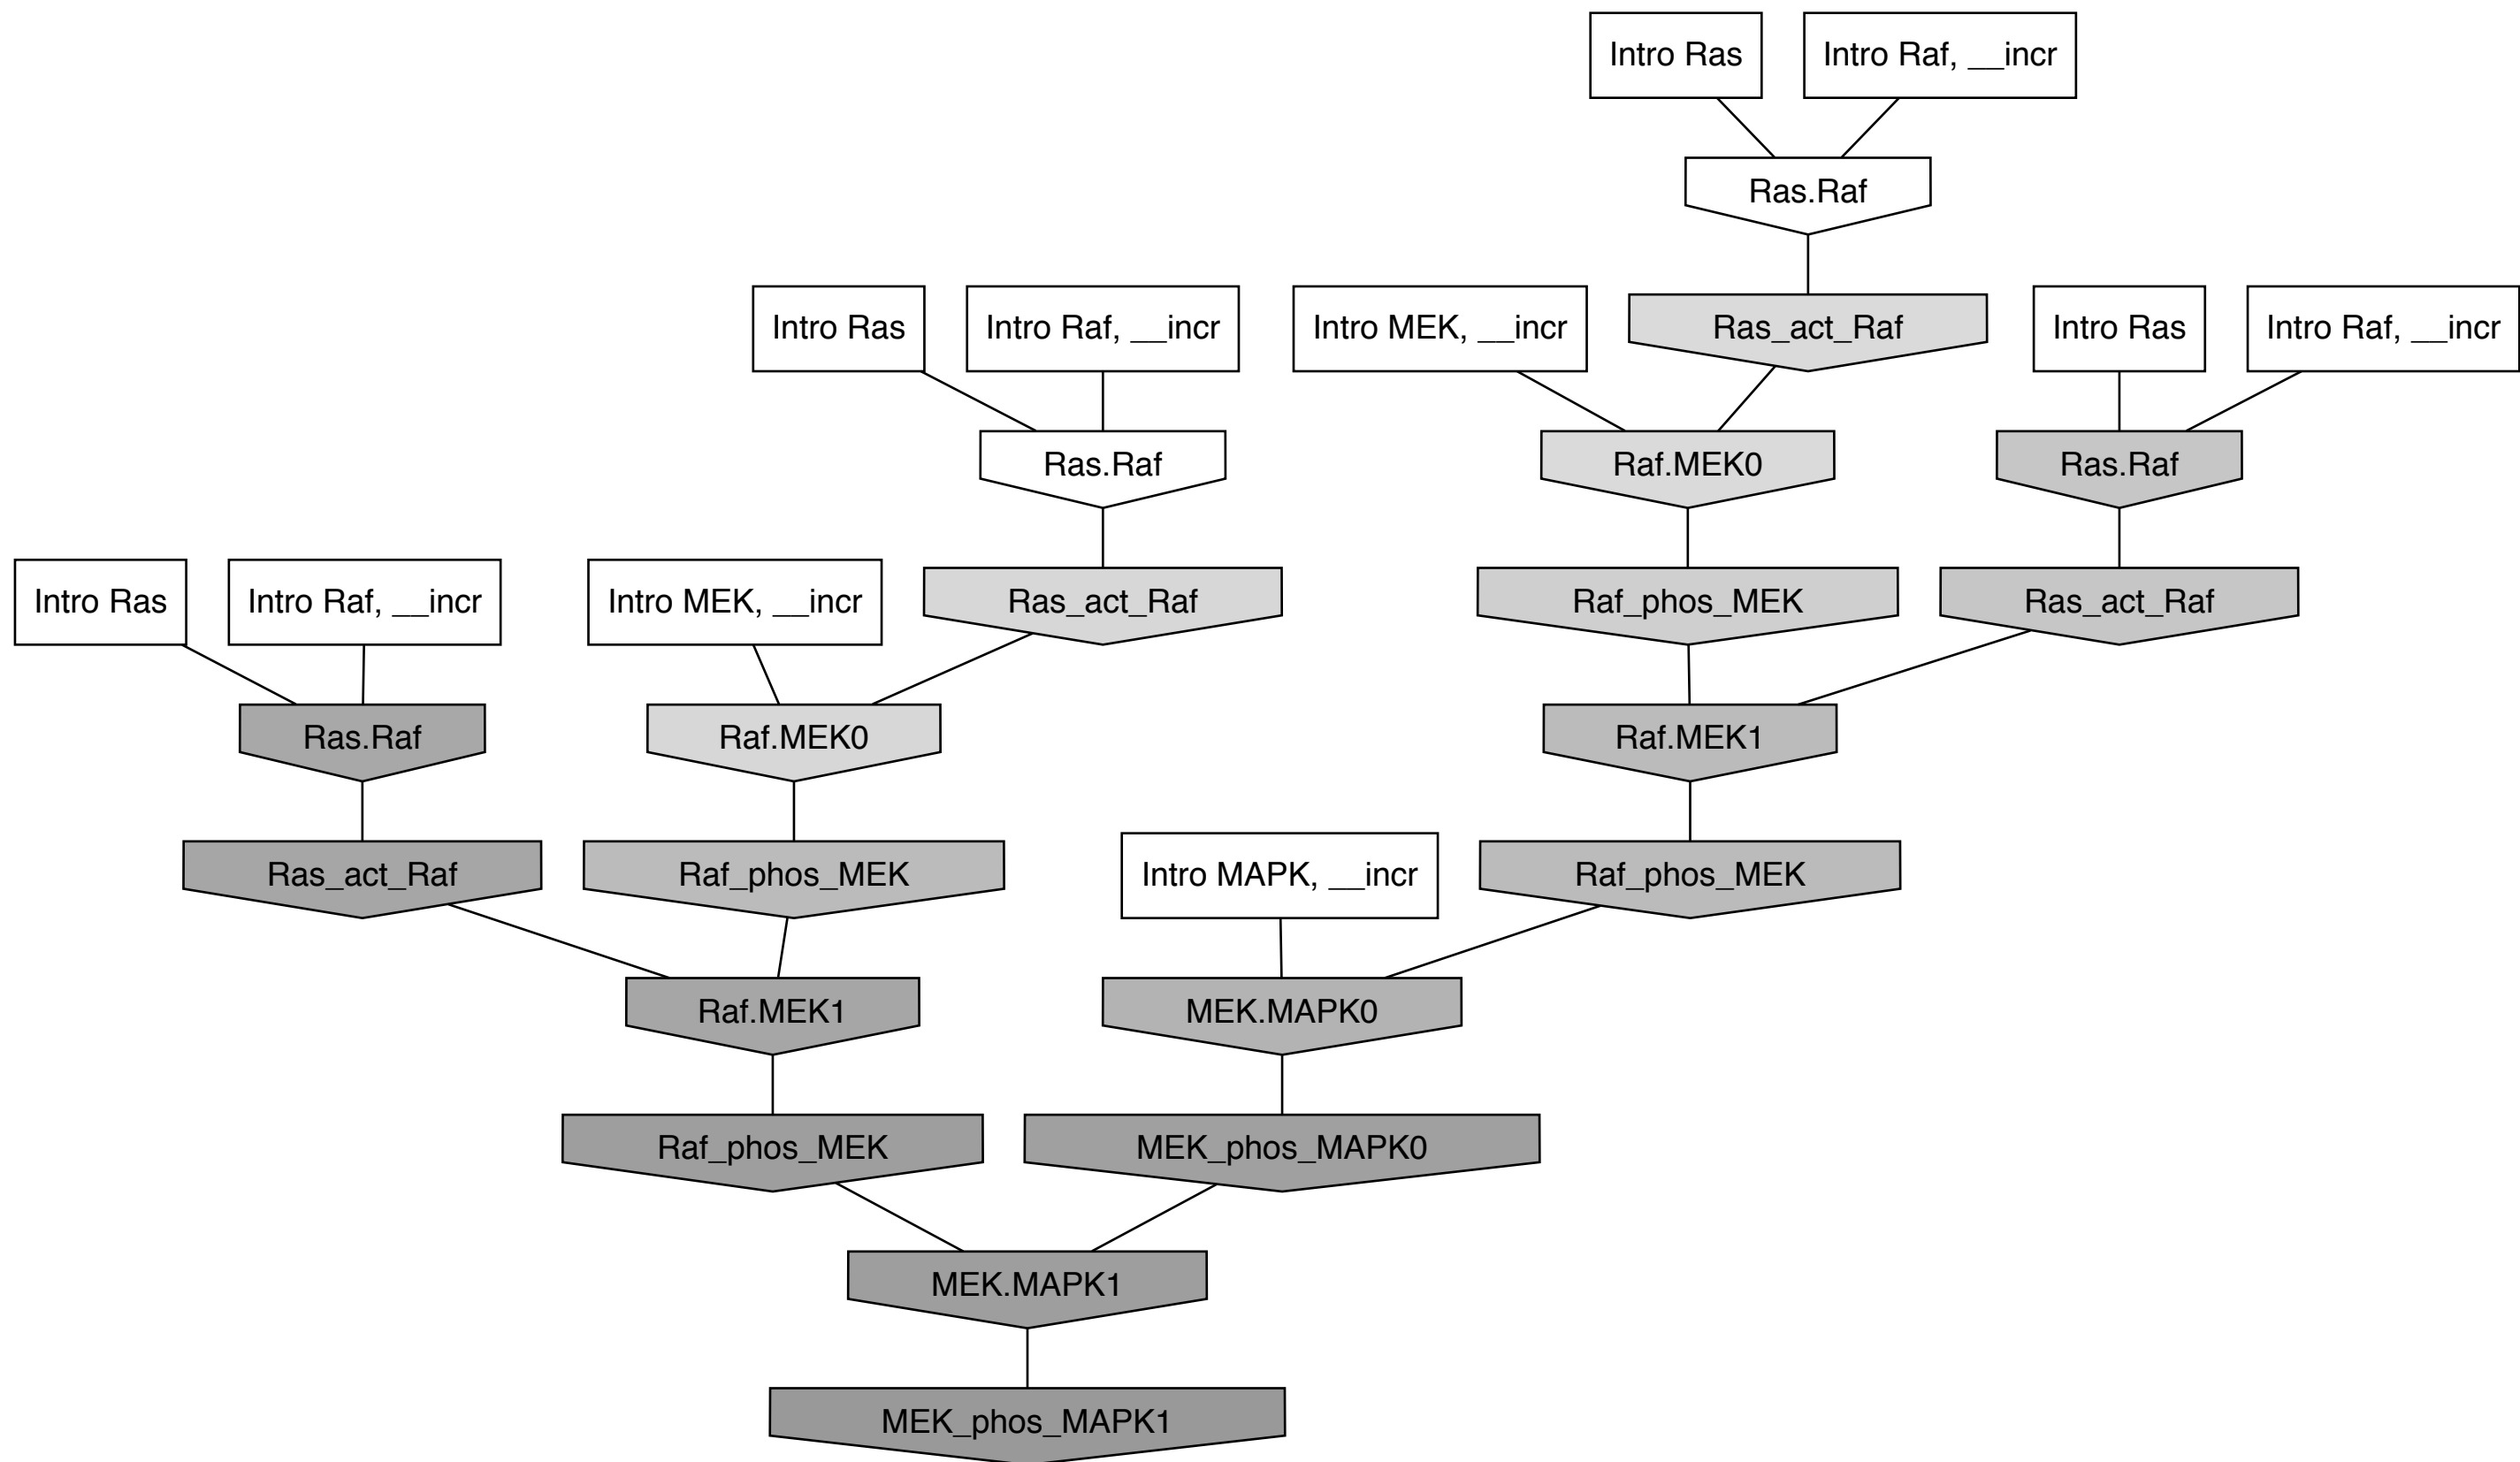 Intro Ras
Intro Raf, __incr
Ras.Raf
Intro Ras
Intro Raf, __incr
Intro MEK, __incr
Ras_act_Raf
Intro Ras
Intro Raf, __incr
Ras.Raf
Raf.MEK0
Ras.Raf
Intro Ras
Intro Raf, __incr
Intro MEK, __incr
Ras_act_Raf
Raf_phos_MEK
Ras_act_Raf
Ras.Raf
Raf.MEK0
Raf.MEK1
Ras_act_Raf
Raf_phos_MEK
Intro MAPK, __incr
Raf_phos_MEK
Raf.MEK1
MEK.MAPK0
Raf_phos_MEK
MEK_phos_MAPK0
MEK.MAPK1
MEK_phos_MAPK1